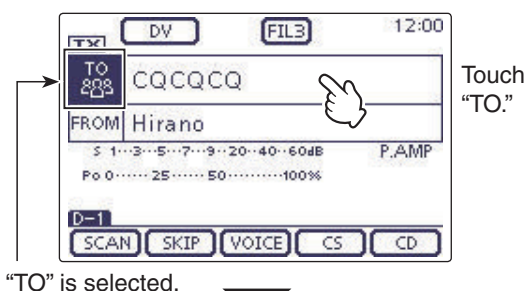 DV FIL3 12:00
TX
TO CQCQCQ
Touch
“TO.”
FROM Hirano
S 1···3···5···7···9··20··40··60dB P.AMP
Po 0······ 25 ······ 50 ·········100%
D-1
SCAN SKIP VOICE CS CD
“TO” is selected.